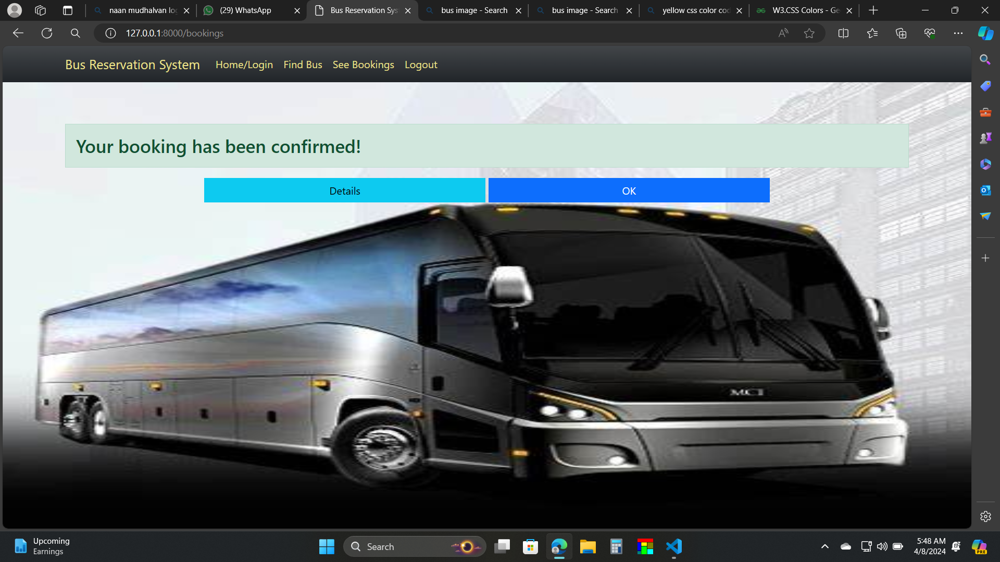 naan mudhalvan lo
(29) WhatsApp
Bus Reservation Sys
bus image - Search
bus image - Search
yellow css color cod
W3.CSS Colors - Ge
127.0.0.1:8000/bookings
Bus Reservation System
Home/Login
Find Bus
See Bookings
Logout
Your booking has been confirmed!
Details
OK
MCI
Upcoming
Earnings
Search
PRE
5:48 AM
4/8/2024